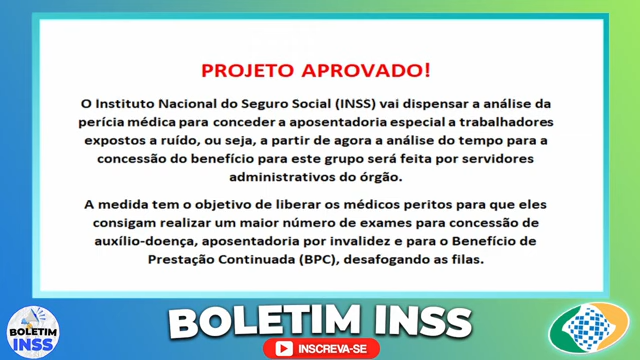 PROJETO APROVADO!
O Instituto Nacional do Seguro Social (INSS) vai dispensar a análise da
perícia médica para conceder a aposentadoria especial a trabalhadores
expostos a ruído, ou seja, a partir de agora a análise do tempo para a
concessão do benefício para este grupo será feita por servidores
administrativos do órgão.
A medida tem o objetivo de liberar os médicos peritos para que eles
consigam realizar um maior número de exames para concessão de
auxílio-doença, aposentadoria por invalidez e para o Benefício de
Prestação Continuada (BPC), desafogando as filas.
BOLETIM
INSS
BOLETIM INSS
INSCREVA-SE